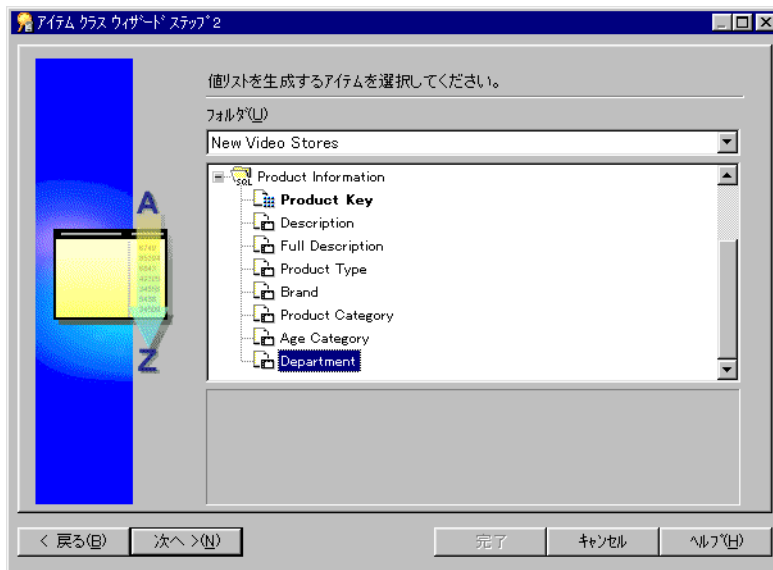 アイテム クラス ウィザード ステップ2
値リストを生成するアイテムを選択してください。
フォルダ(U)
New Video Stores
Product Information
Product Key
Description
Full Description
Product Type
Brand
Product Category
Age Category
Department
A
Z
< 戻る(B)
次へ >(N)
完了
キャンセル
ヘルプ(H)